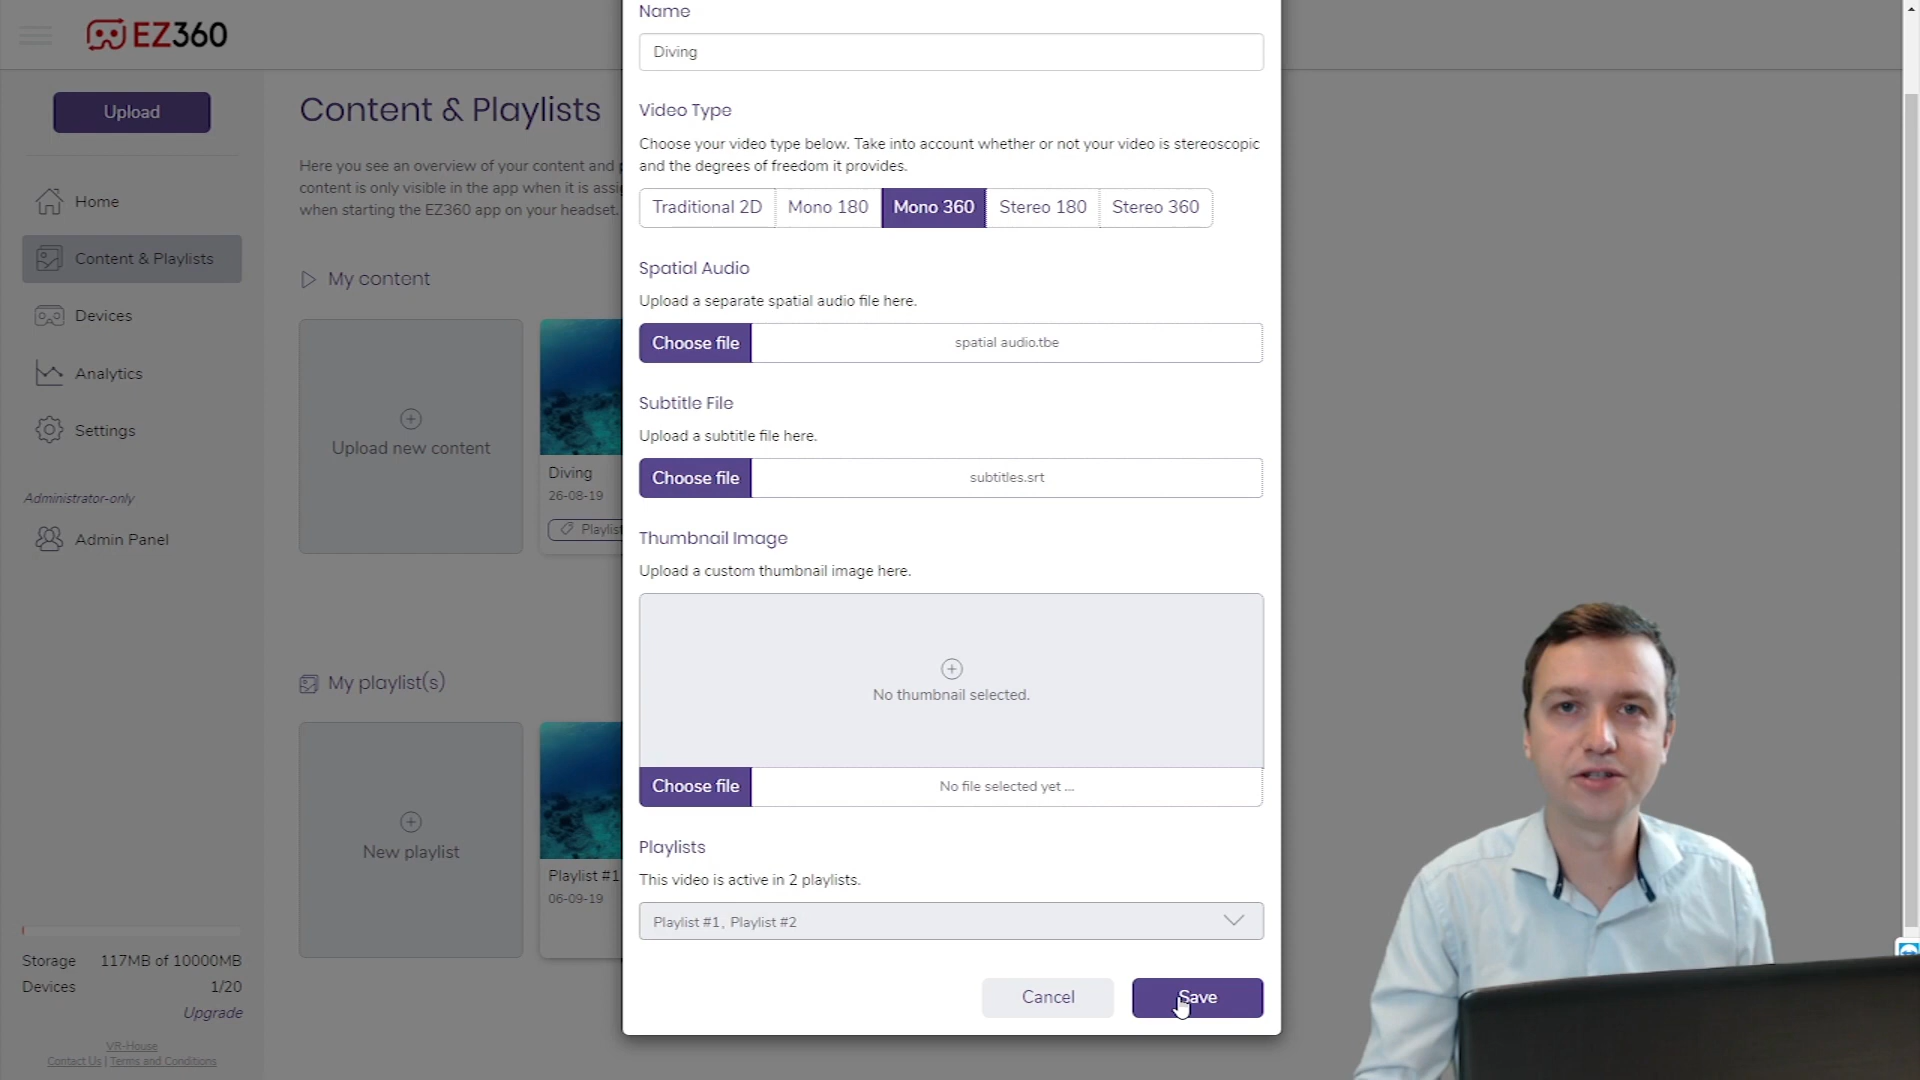 EZ360
Upload
Home
Content & Playlists
Devices
Analytics
Settings
Administrator-only
Admin Panel
Storage 117MB of 10000MB
Devices 1/20
Upgrade
VR-House
Contact Us | Terms and Conditions
Content & Playlists
Here you see an overview of your content and
content is only visible in the app when it is
when starting the EZ360 app on your headset.
My content
Upload new content
Diving
26-08-19
My playlist(s)
New playlist
Playlist #1
06-09-19
Name
Diving
Video Type
Choose your video type below. Take into account whether or not your video is stereoscopic
and the degrees of freedom it provides.
Traditional 2D Mono 180 Mono 360 Stereo 180 Stereo 360
Spatial Audio
Upload a separate spatial audio file here.
Choose file spatial audio.tbe
Subtitle File
Upload a subtitle file here.
Choose file subtitles.srt
Thumbnail Image
Upload a custom thumbnail image here.
No thumbnail selected.
Choose file No file selected yet ...
Playlists
This video is active in 2 playlists.
Playlist #1, Playlist #2
Cancel Save